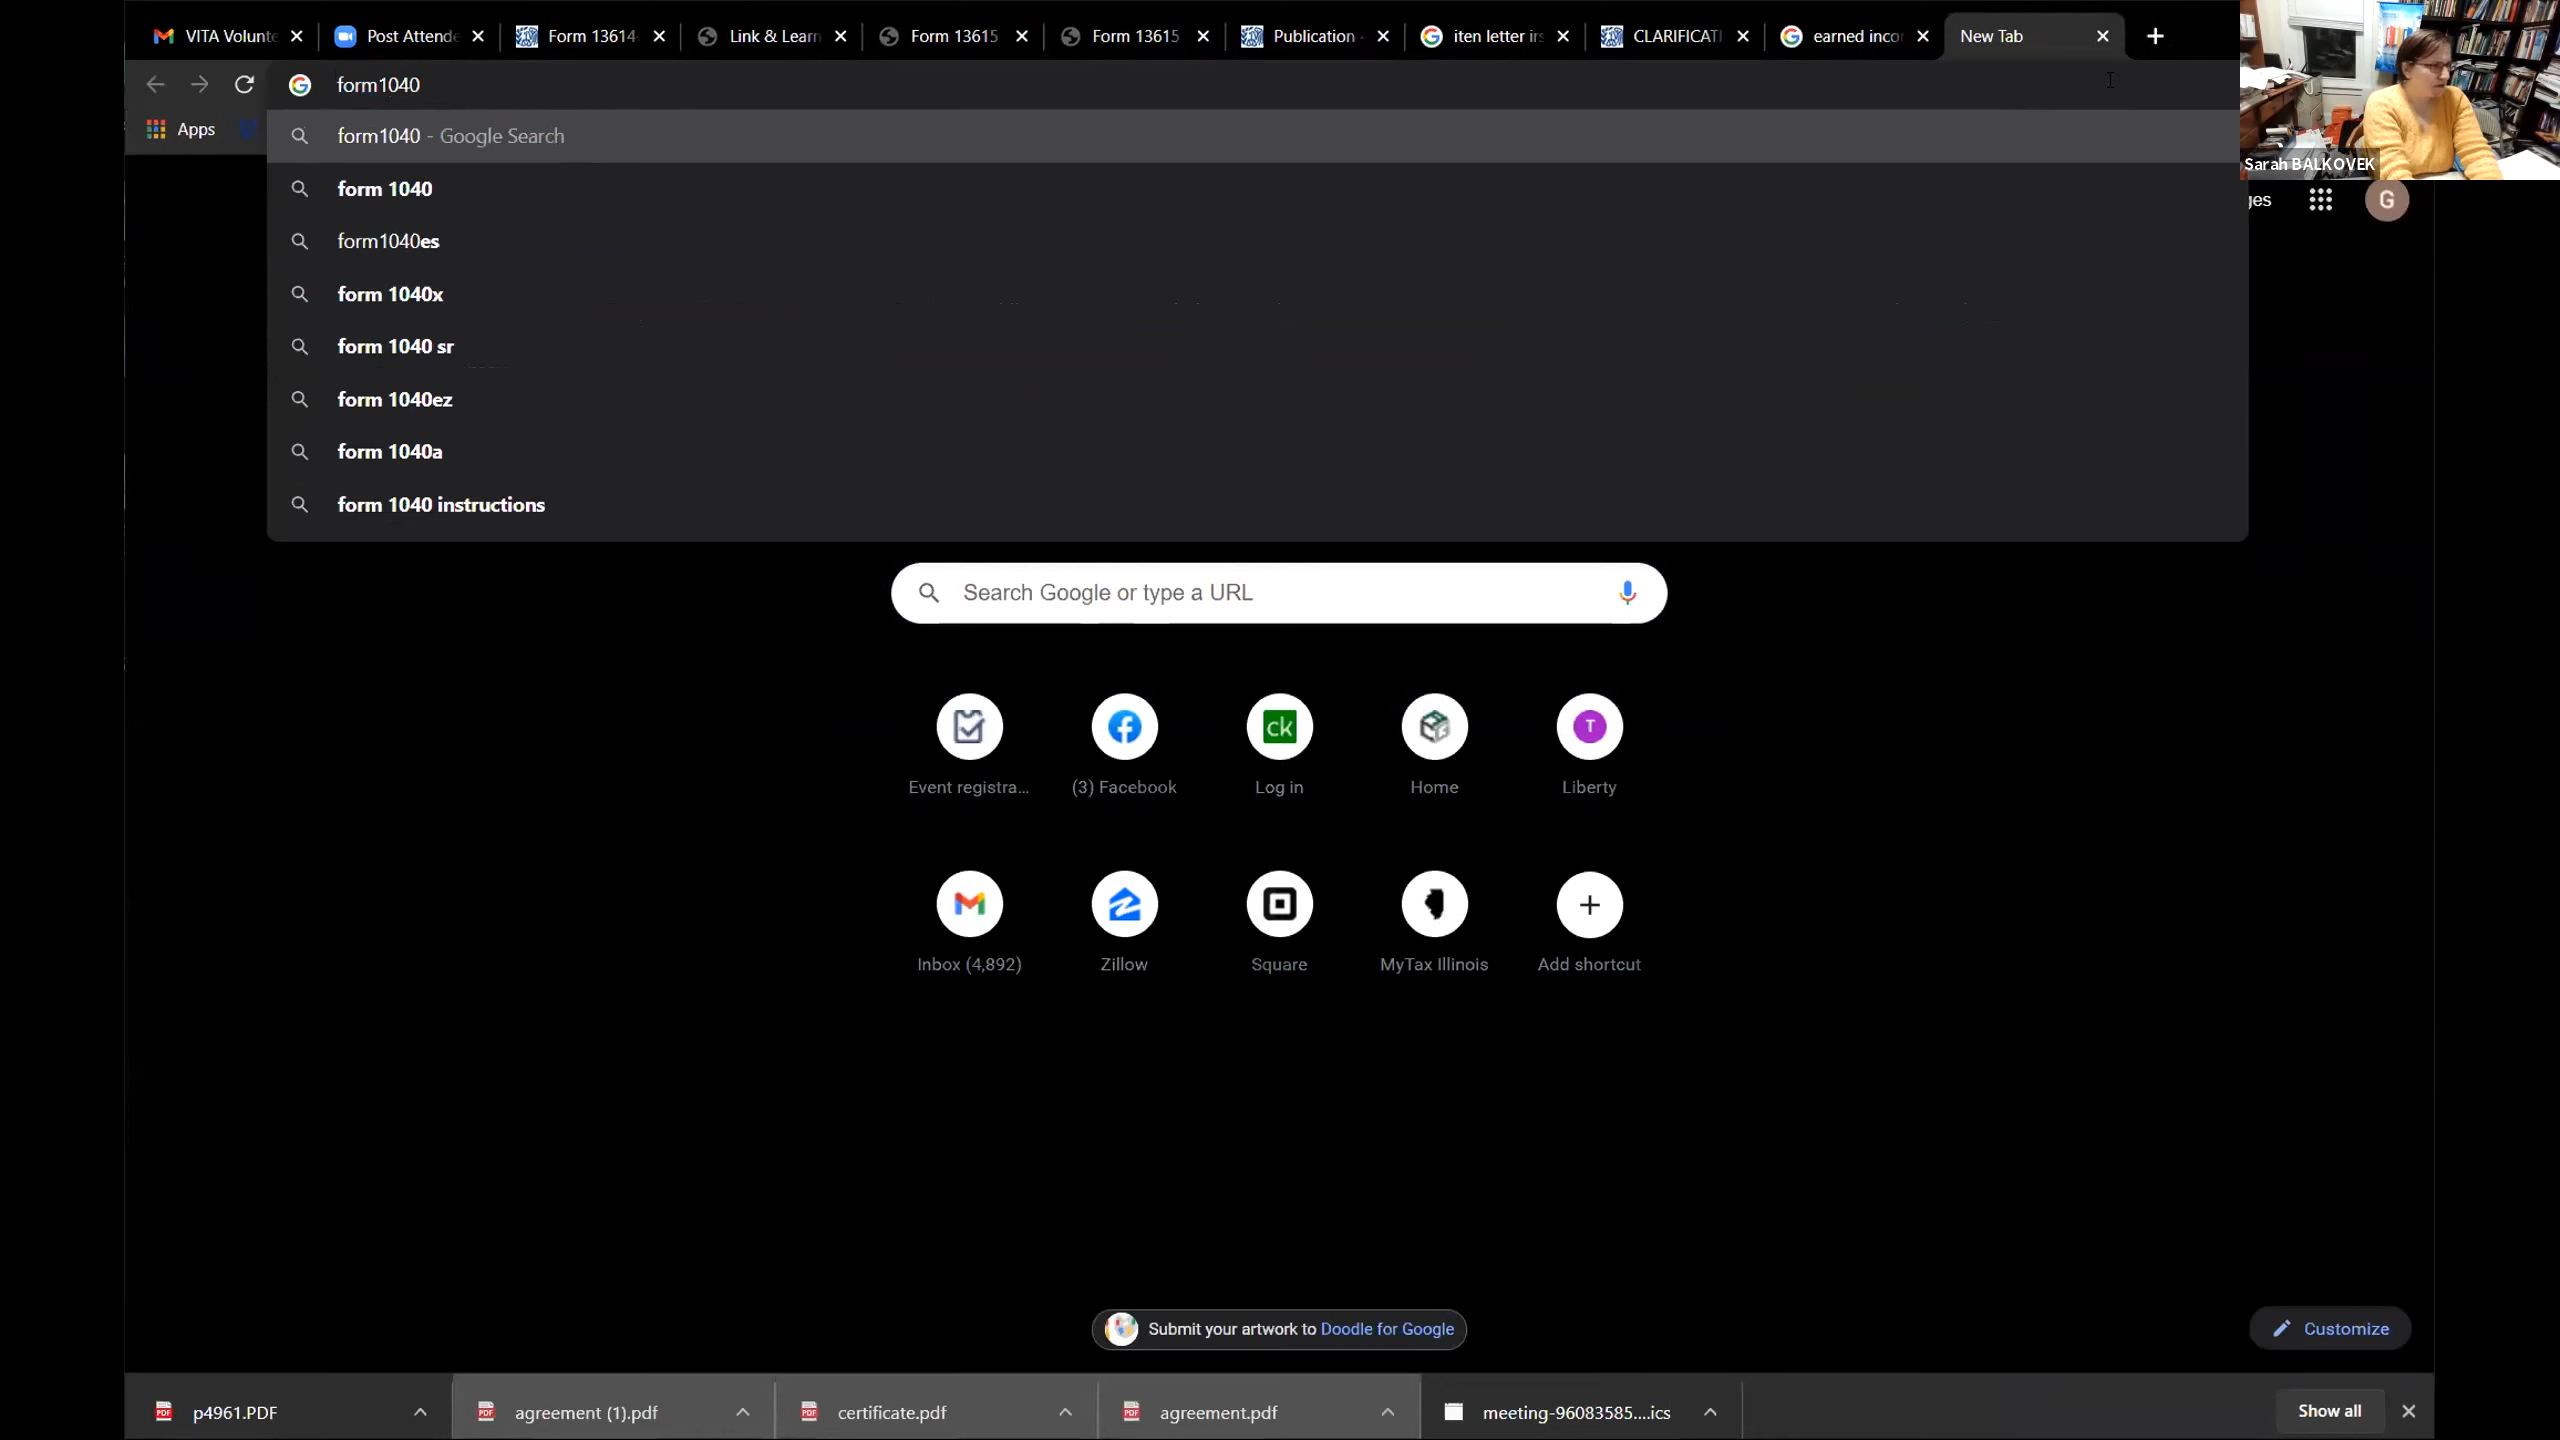 VITA Volunte
Post Attende
Form 13614-
Link & Learn
Form 13615
Form 13615
Publication
iten letter irs
CLARIFICATI
earned incom
New Tab
form1040
Apps
form1040 - Google Search
form 1040
form1040es
form 1040x
form 1040 sr
form 1040ez
form 1040a
form 1040 instructions
Sarah BALKOVEK
ges
G
Search Google or type a URL
Event registra...
(3) Facebook
ck
Log in
Home
T
Liberty
Inbox (4,892)
Zillow
Square
MyTax Illinois
Add shortcut
Submit your artwork to Doodle for Google
Customize
p4961.PDF
agreement (1).pdf
certificate.pdf
agreement.pdf
meeting-96083585....ics
Show all